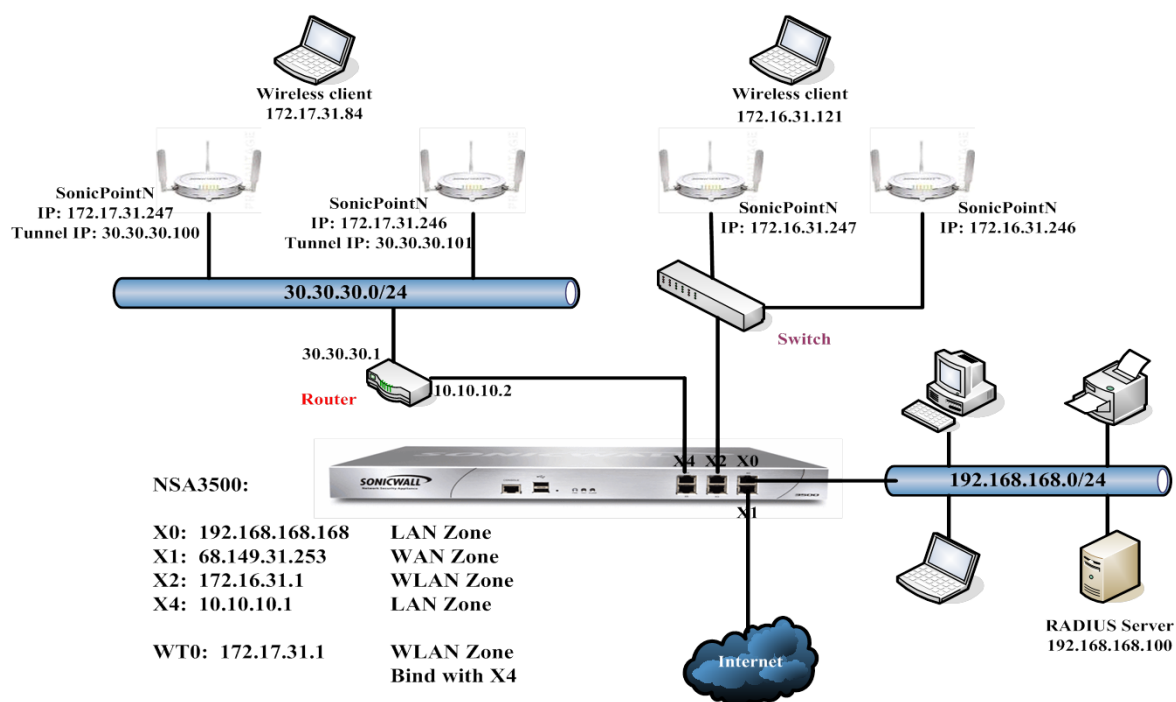 Wireless client
172.17.31.84
Wireless client
172.16.31.121
SonicPointN
IP: 172.17.31.247
Tunnel IP: 30.30.30.100
SonicPointN
IP: 172.17.31.246
Tunnel IP: 30.30.30.101
SonicPointN
IP: 172.16.31.247
SonicPointN
IP: 172.16.31.246
30.30.30.0/24
Switch
30.30.30.1
10.10.10.2
Router
X4 X2 X0
SONICWALL
Network Security Appliance
X1
192.168.168.0/24
NSA3500:
X0: 192.168.168.168 LAN Zone
X1: 68.149.31.253 WAN Zone
X2: 172.16.31.1 WLAN Zone
X4: 10.10.10.1 LAN Zone
WT0: 172.17.31.1 WLAN Zone
Bind with X4
Internet
RADIUS Server
192.168.168.100